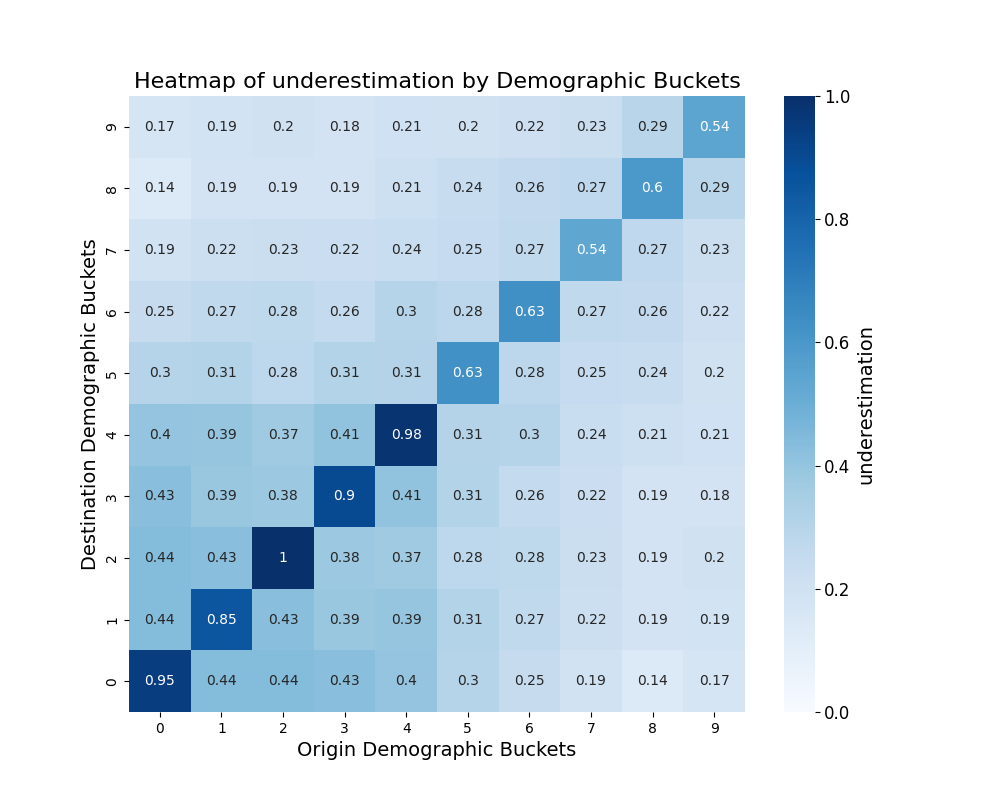 Heatmap of underestimation by Demographic Buckets
9 0.17 0.19 0.2 0.18 0.21 0.2 0.22 0.23 0.29 0.54
8 0.14 0.19 0.19 0.19 0.21 0.24 0.26 0.27 0.6 0.29
7 0.19 0.22 0.23 0.22 0.24 0.25 0.27 0.54 0.27 0.23
6 0.25 0.27 0.28 0.26 0.3 0.28 0.63 0.27 0.26 0.22
5 0.3 0.31 0.28 0.31 0.31 0.63 0.28 0.25 0.24 0.2
4 0.4 0.39 0.37 0.41 0.98 0.31 0.3 0.24 0.21 0.21
3 0.43 0.39 0.38 0.9 0.41 0.31 0.26 0.22 0.19 0.18
2 0.44 0.43 1 0.38 0.37 0.28 0.28 0.23 0.19 0.2
1 0.44 0.85 0.43 0.39 0.39 0.31 0.27 0.22 0.19 0.19
0 0.95 0.44 0.44 0.43 0.4 0.3 0.25 0.19 0.14 0.17
0 1 2 3 4 5 6 7 8 9
Origin Demographic Buckets
Destination Demographic Buckets
1.0
0.8
0.6
0.4
0.2
0.0
underestimation